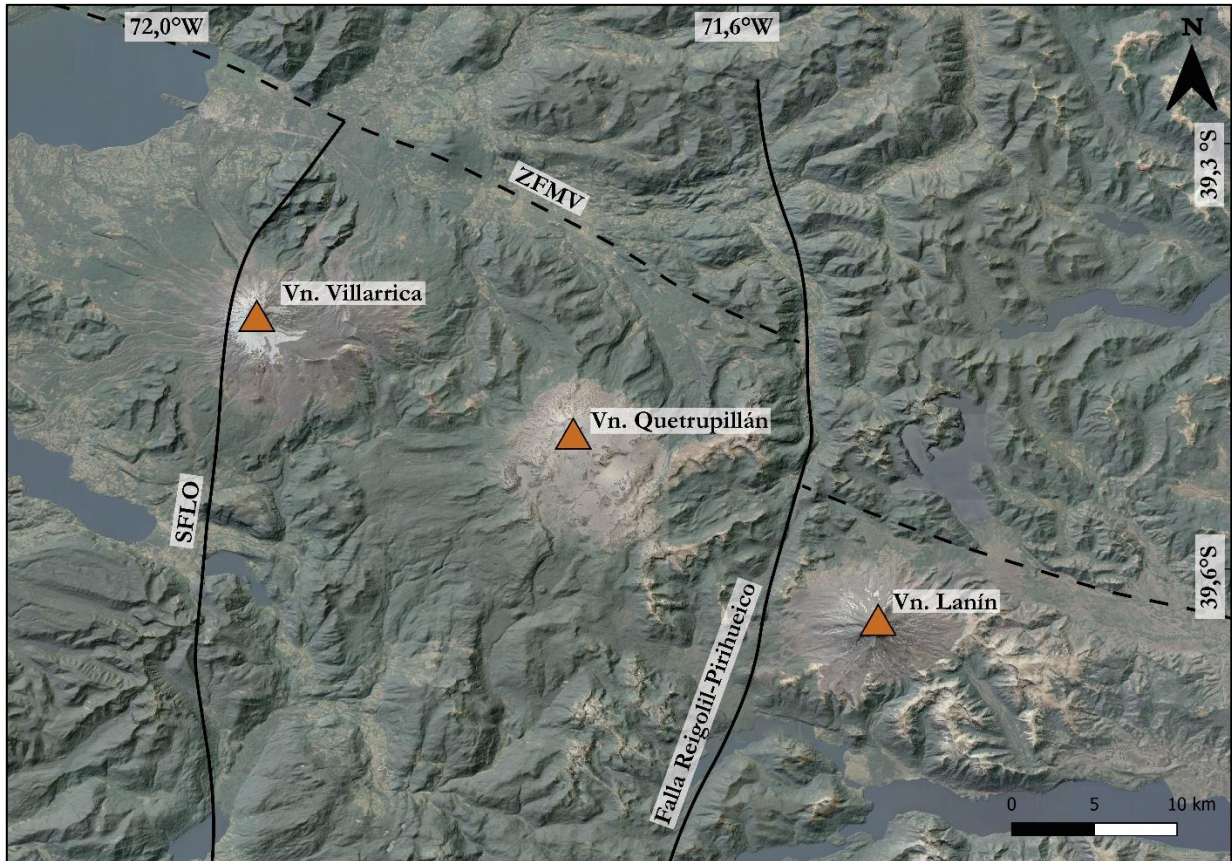 72,0°W
71,6°W
N
39,3 °S
ZFMV
Vn. Villarrica
Vn. Quetrupillán
SFLO
39,6°S
Vn. Lanín
Falla Reigolil-Pirihueico
0 5 10 km